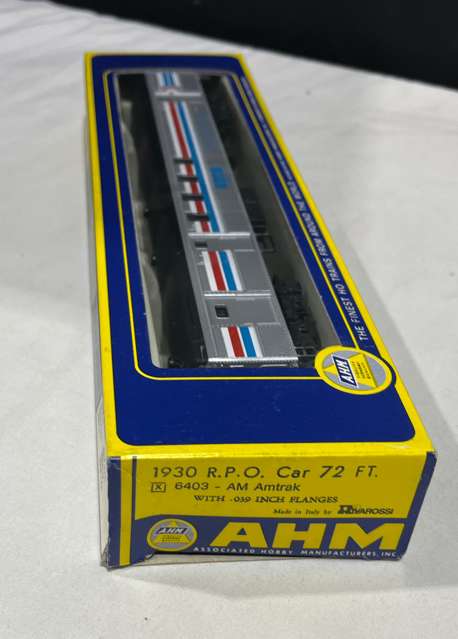 THE FINEST HO TRAINS FROM AROUND THE WORLD
AHM
1930 R.P.O. Car 72 FT.
X 6403 - AM Amtrak
WITH .039 INCH FLANGES
Made in Italy by RIVAROSSI
AHM
ASSOCIATED HOBBY MANUFACTURERS, INC.